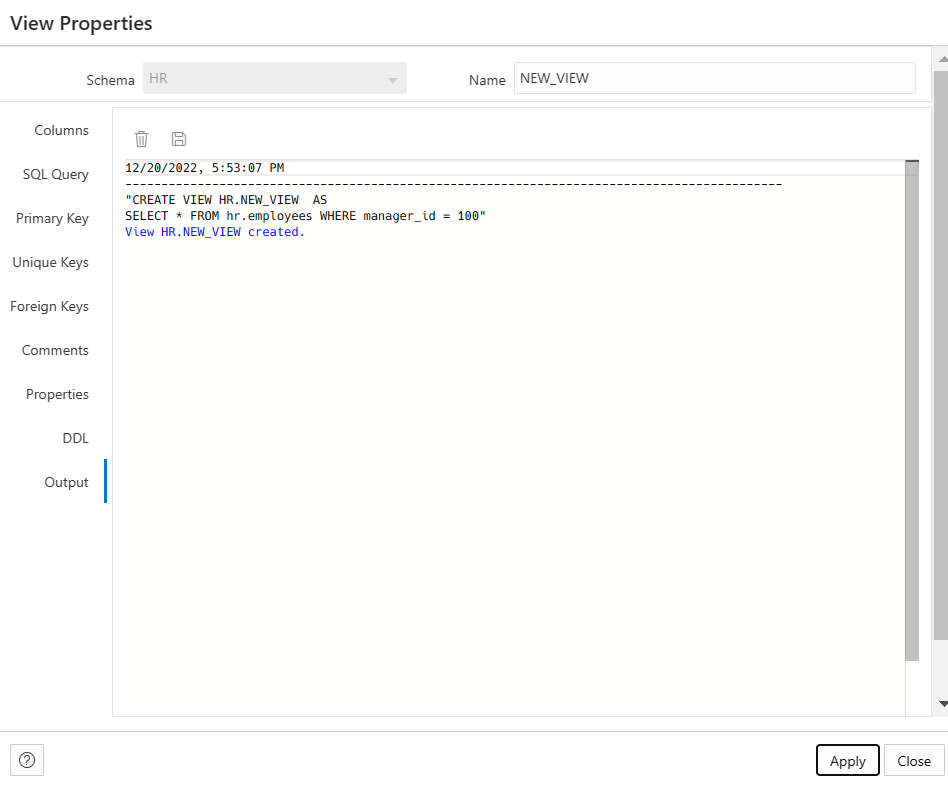 View Properties
Schema HR Name NEW_VIEW
Columns
SQL Query
Primary Key
Unique Keys
Foreign Keys
Comments
Properties
DDL
Output
12/20/2022, 5:53:07 PM
-------------------------------------------------------------------------------------------
"CREATE VIEW HR.NEW_VIEW  AS
SELECT * FROM hr.employees WHERE manager_id = 100"
View HR.NEW_VIEW created.
? Apply Close